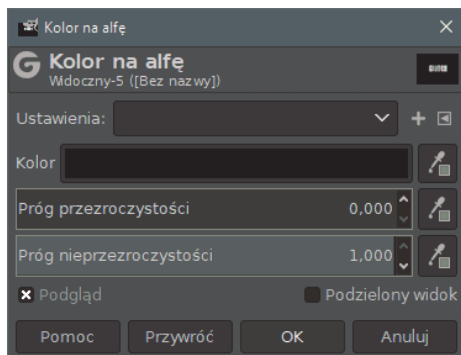 Kolor na alfę
Kolor na alfę
Widoczny-5 ([Bez nazwy])
Ustawienia:
Kolor
Próg przezroczystości 0,000
Próg nieprzezroczystości 1,000
Podgląd Podzielony widok
Pomoc Przywróć OK Anuluj